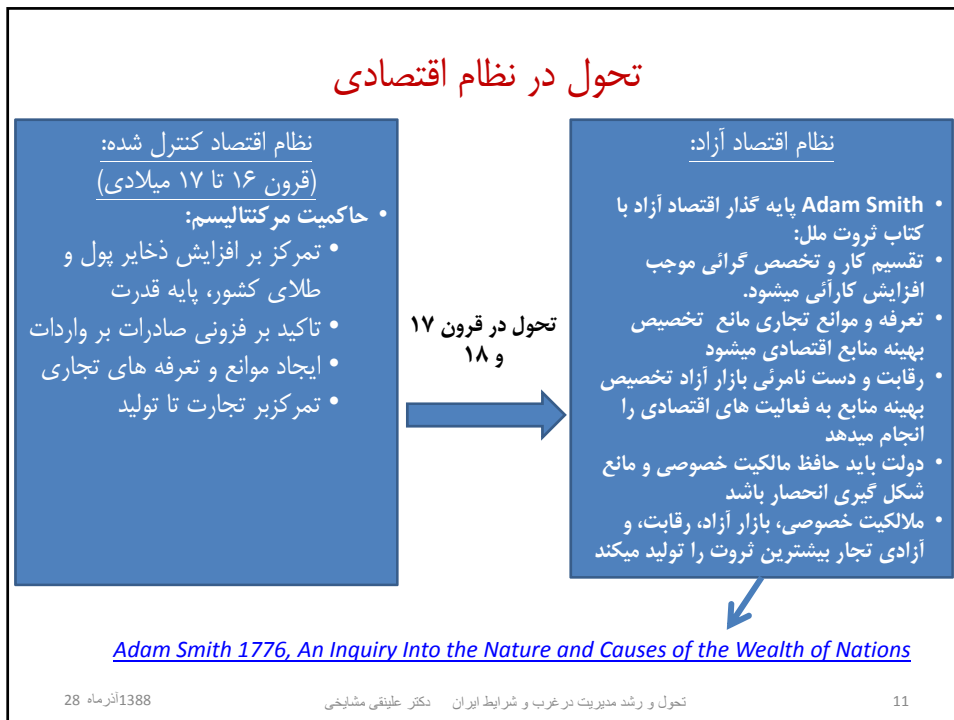 تحول در نظام اقتصادی
نظام اقتصاد کنترل شده:
(قرون ۱۶ تا ۱۷ میلادی)
• حاکمیت مرکنتالیسم:
• تمرکز بر افزایش ذخایر پول و
طلای کشور، پایه قدرت
• تاکید بر فزونی صادرات بر واردات
• ایجاد موانع و تعرفه های تجاری
• تمرکزبر تجارت تا تولید
تحول در قرون ۱۷
و ۱۸
نظام اقتصاد آزاد:
• Adam Smith پایه گذار اقتصاد آزاد با
کتاب ثروت ملل:
• تقسیم کار و تخصص گرائی موجب
افزایش کارآئی میشود.
• تعرفه و موانع تجاری مانع تخصیص
بهینه منابع اقتصادی میشود
• رقابت و دست نامرئی بازار آزاد تخصیص
بهینه منابع به فعالیت های اقتصادی را
انجام میدهد
• دولت باید حافظ مالکیت خصوصی و مانع
شکل گیری انحصار باشد
• ملالکیت خصوصی، بازار آزاد، رقابت، و
آزادی تجار بیشترین ثروت را تولید میکند
Adam Smith 1776, An Inquiry Into the Nature and Causes of the Wealth of Nations
28 آذرماه 1388
تحول و رشد مدیریت درغرب و شرایط ایران دکتر علینقی مشایخی
11